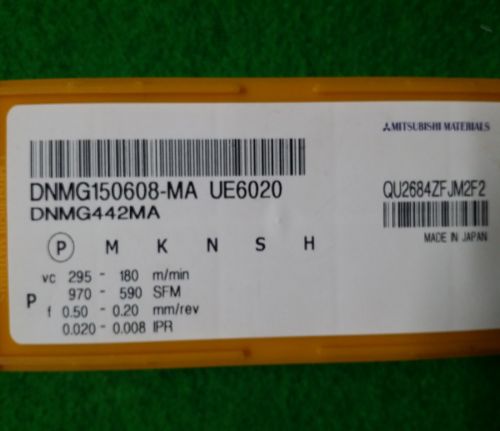 MITSUBISHI MATERIALS
DNMG150608-MA UE6020
DNMG442MA
QU2684ZFJM2F2
MADE IN JAPAN
P M K N S H
P
vc 295 - 180 m/min
970 - 590 SFM
f 0.50 - 0.20 mm/rev
0.020 - 0.008 IPR